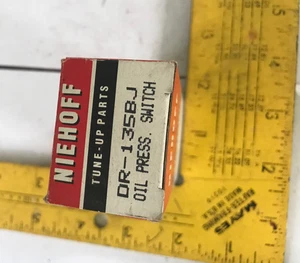 NIEHOFF
TUNE-UP PARTS
DR-135BJ
OIL PRESS. SWITCH